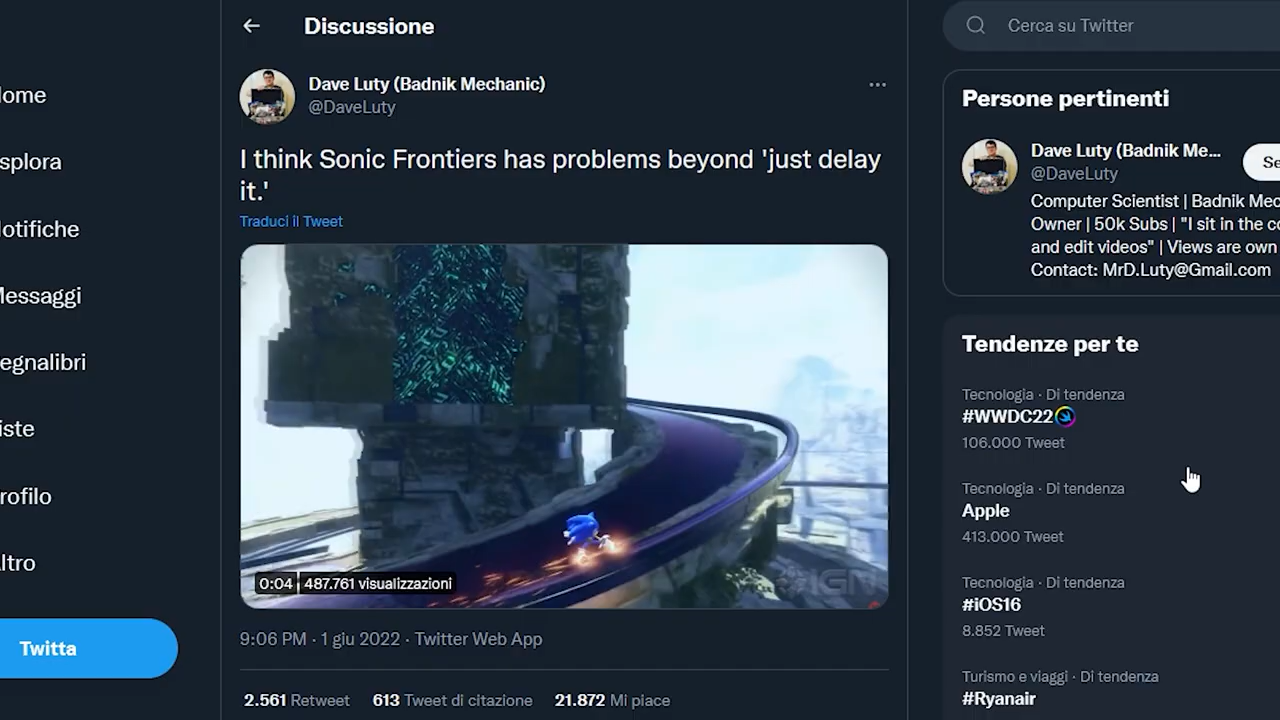 Discussione
Cerca su Twitter
Dave Luty (Badnik Mechanic)
@DaveLuty
I think Sonic Frontiers has problems beyond 'just delay
it.'
Traduci il Tweet
0:04 487.761 visualizzazioni
IGN
9:06 PM · 1 giu 2022 · Twitter Web App
2.561 Retweet 613 Tweet di citazione 21.872 Mi piace
ome
splora
otifiche
essaggi
egnalibri
iste
rofilo
ltro
Twitta
Persone pertinenti
Dave Luty (Badnik Me...
@DaveLuty
Se
Computer Scientist | Badnik Mec
Owner | 50k Subs | "I sit in the co
and edit videos" | Views are own
Contact: MrD.Luty@Gmail.com
Tendenze per te
Tecnologia · Di tendenza
#WWDC22
106.000 Tweet
Tecnologia · Di tendenza
Apple
413.000 Tweet
Tecnologia · Di tendenza
#iOS16
8.852 Tweet
Turismo e viaggi · Di tendenza
#Ryanair